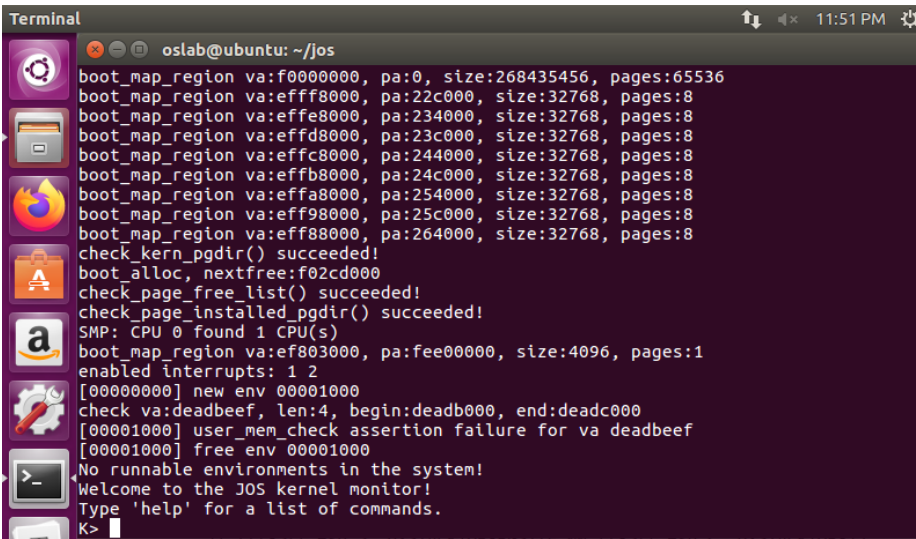 Terminal
11:51 PM
oslab@ubuntu: ~/jos
boot_map_region va:f0000000, pa:0, size:268435456, pages:65536
boot_map_region va:efff8000, pa:22c000, size:32768, pages:8
boot_map_region va:effe8000, pa:234000, size:32768, pages:8
boot_map_region va:effd8000, pa:23c000, size:32768, pages:8
boot_map_region va:effc8000, pa:244000, size:32768, pages:8
boot_map_region va:effb8000, pa:24c000, size:32768, pages:8
boot_map_region va:effa8000, pa:254000, size:32768, pages:8
boot_map_region va:eff98000, pa:25c000, size:32768, pages:8
boot_map_region va:eff88000, pa:264000, size:32768, pages:8
check_kern_pgdir() succeeded!
boot_alloc, nextfree:f02cd000
check_page_free_list() succeeded!
check_page_installed_pgdir() succeeded!
SMP: CPU 0 found 1 CPU(s)
boot_map_region va:ef803000, pa:fee00000, size:4096, pages:1
enabled interrupts: 1 2
[00000000] new env 00001000
check va:deadbeef, len:4, begin:deadb000, end:deadc000
[00001000] user_mem_check assertion failure for va deadbeef
[00001000] free env 00001000
No runnable environments in the system!
Welcome to the JOS kernel monitor!
Type 'help' for a list of commands.
K>